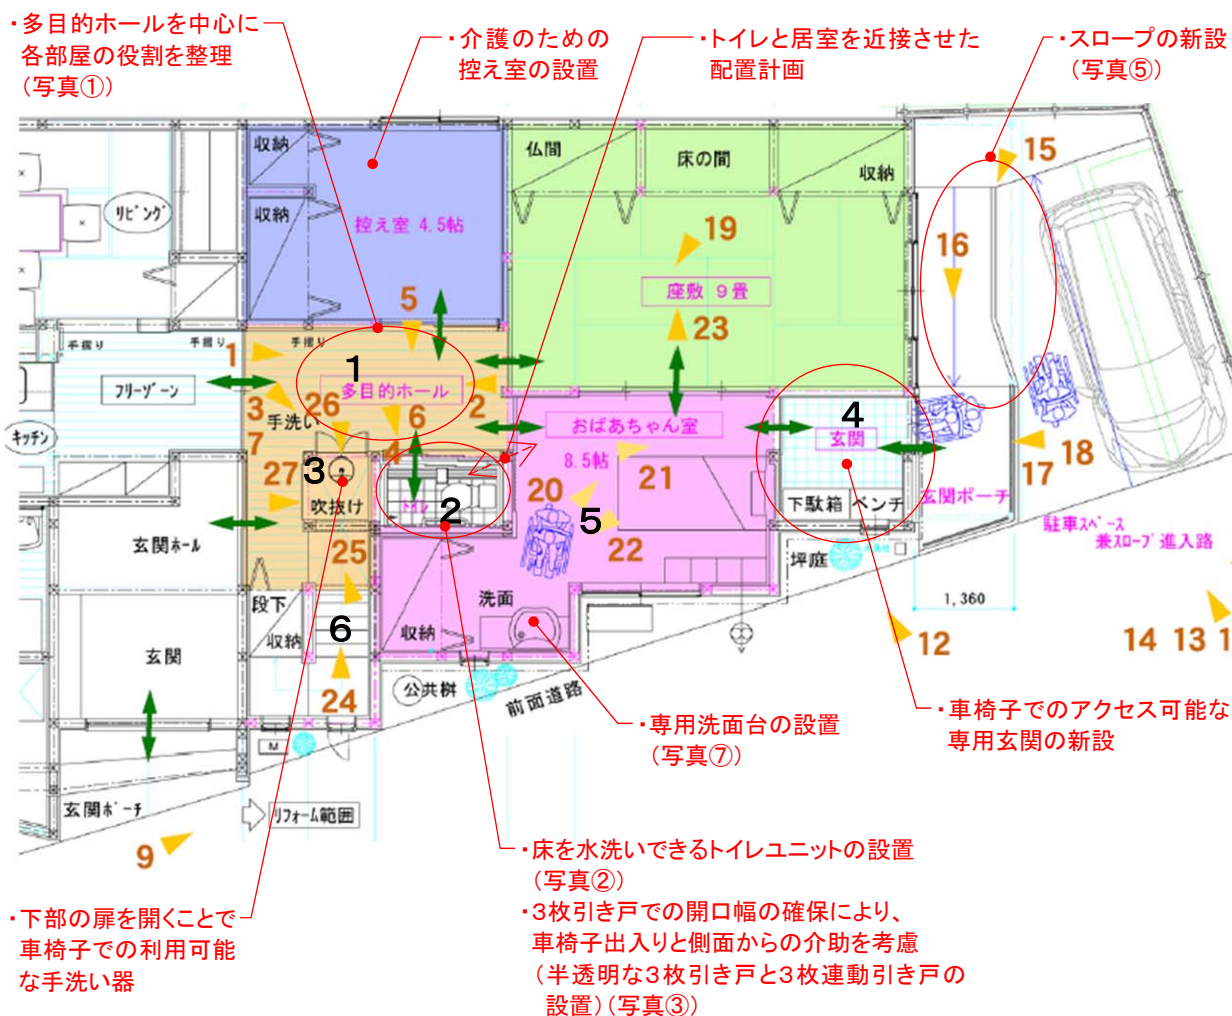 ・多目的ホールを中心に
各部屋の役割を整理
(写真①)
・介護のための
控え室の設置
・トイレと居室を近接させた
配置計画
・スロープの新設
(写真⑤)
収納
仏間
床の間
収納
15
リビング
収納
控え室 4.5帖
19
16
座敷 9畳
5
23
手摺り
手摺り
手摺り
1
1
フリーゾーン
多目的ホール
2
3
26
6
4
おばあちゃん室
玄関
手洗い
7
4
8.5帖
18
キッチン
3
27
トイレ
2
21
17
吹抜け
20
5
下駄箱
ベンチ
玄関ポーチ
駐車スペース
兼スロープ進入路
玄関ホール
22
25
坪庭
洗面
段下
収納
1,360
6
収納
玄関
12
14 13 1
24
公共桝
前面道路
・専用洗面台の設置
(写真⑦)
・車椅子でのアクセス可能な
専用玄関の新設
M
玄関ポーチ
リフォーム範囲
9
・床を水洗いできるトイレユニットの設置
(写真②)
・3枚引き戸での開口幅の確保により、
車椅子出入りと側面からの介助を考慮
(半透明な3枚引き戸と3枚連動引き戸の
設置)(写真③)
・下部の扉を開くことで
車椅子での利用可能
な手洗い器